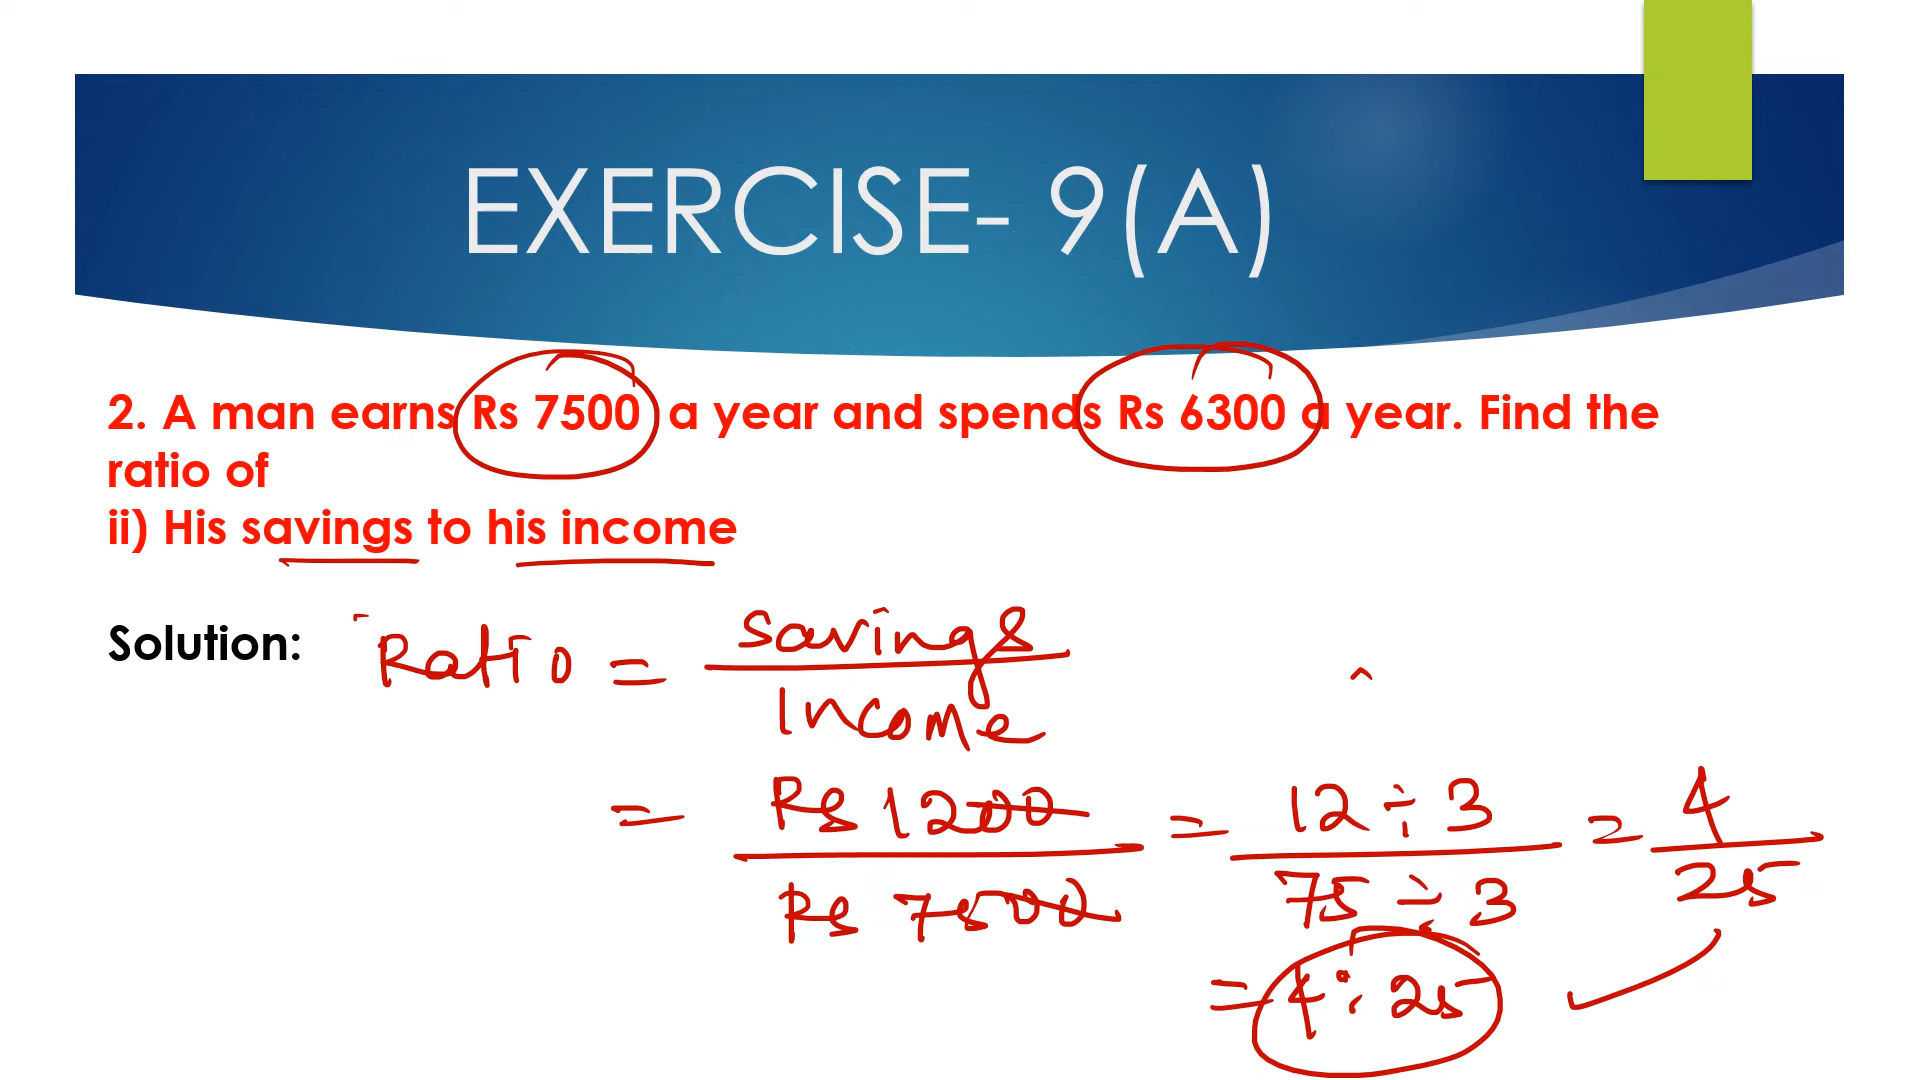 EXERCISE- 9(A)
2. A man earns Rs 7500 a year and spends Rs 6300 a year. Find the
ratio of
ii) His savings to his income
Solution: Ratio = savings / Income
= Rs 1200 / Rs 7500 = 12 ÷ 3 / 75 ÷ 3 = 4 / 25
= 4 : 25